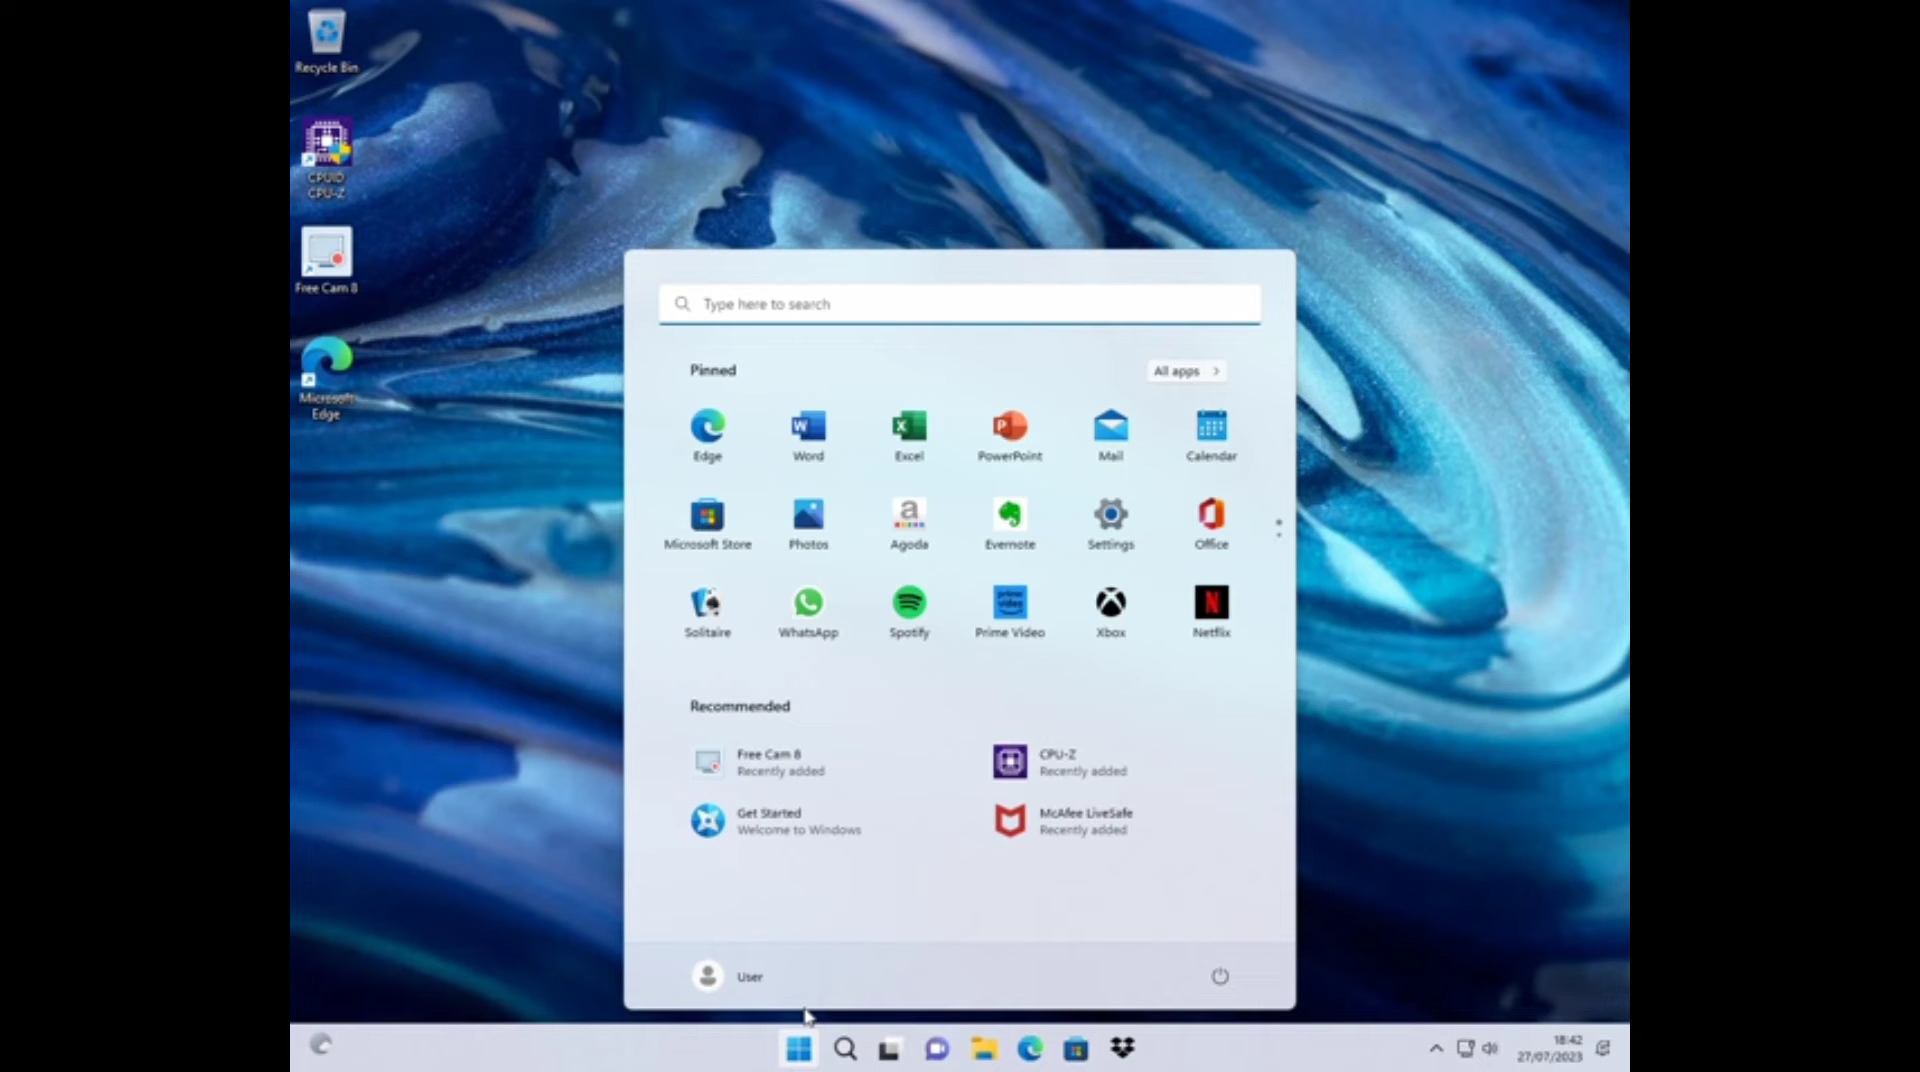 Recycle Bin
CPUID
CPU-Z
Free Cam 8
Microsoft
Edge
Type here to search
Pinned
All apps
Edge
Word
Excel
PowerPoint
Mail
Calendar
Microsoft Store
Photos
Agoda
Evernote
Settings
Office
Solitaire
WhatsApp
Spotify
prime
video
Prime Video
Xbox
Netflix
Recommended
Free Cam 8
Recently added
CPU-Z
Recently added
Get Started
Welcome to Windows
McAfee LiveSafe
Recently added
User
18:42
27/07/2023